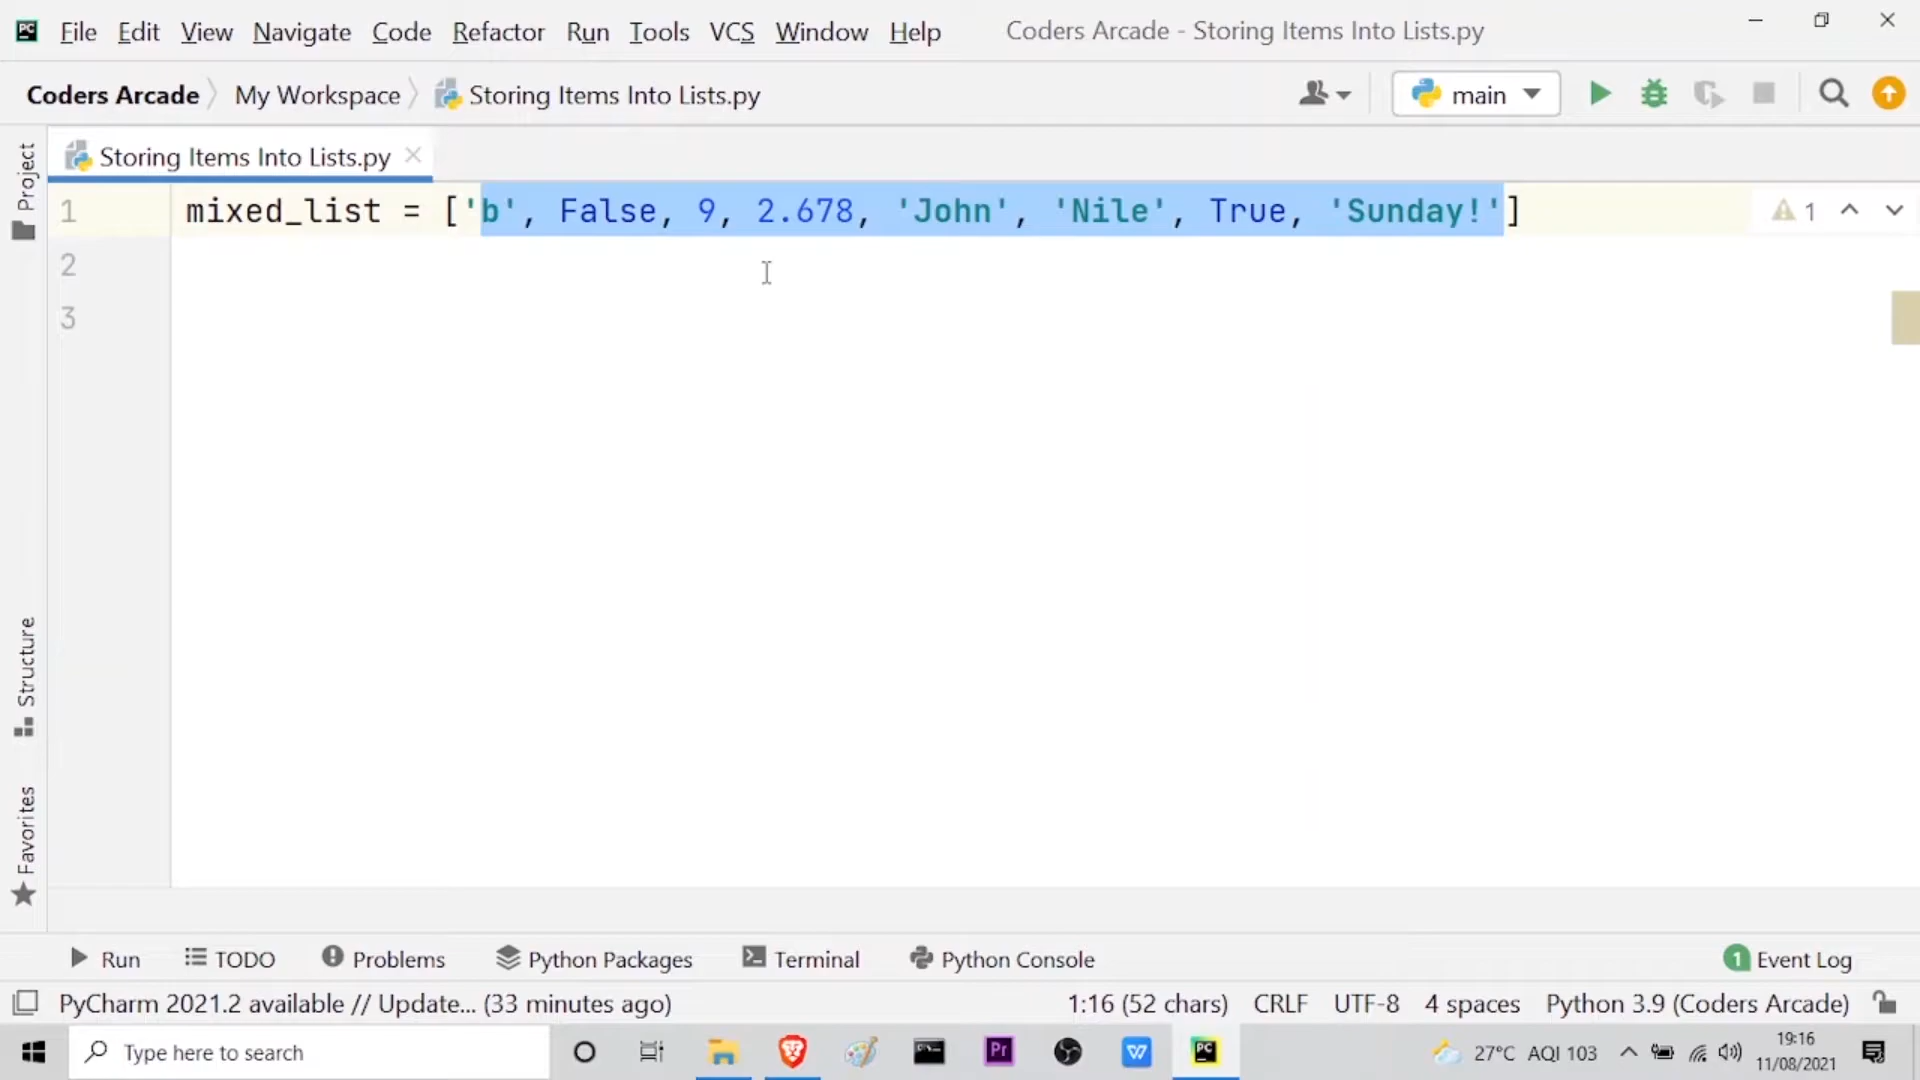 File Edit View Navigate Code Refactor Run Tools VCS Window Help Coders Arcade - Storing Items Into Lists.py
Coders Arcade My Workspace Storing Items Into Lists.py main
Project
Storing Items Into Lists.py
1 mixed_list = ['b', False, 9, 2.678, 'John', 'Nile', True, 'Sunday!'] 1
2
3
Structure
Favorites
Run TODO Problems Python Packages Terminal Python Console 1 Event Log
PyCharm 2021.2 available // Update... (33 minutes ago) 1:16 (52 chars) CRLF UTF-8 4 spaces Python 3.9 (Coders Arcade)
Type here to search Pr PC 27°C AQI 103 19:16
11/08/2021